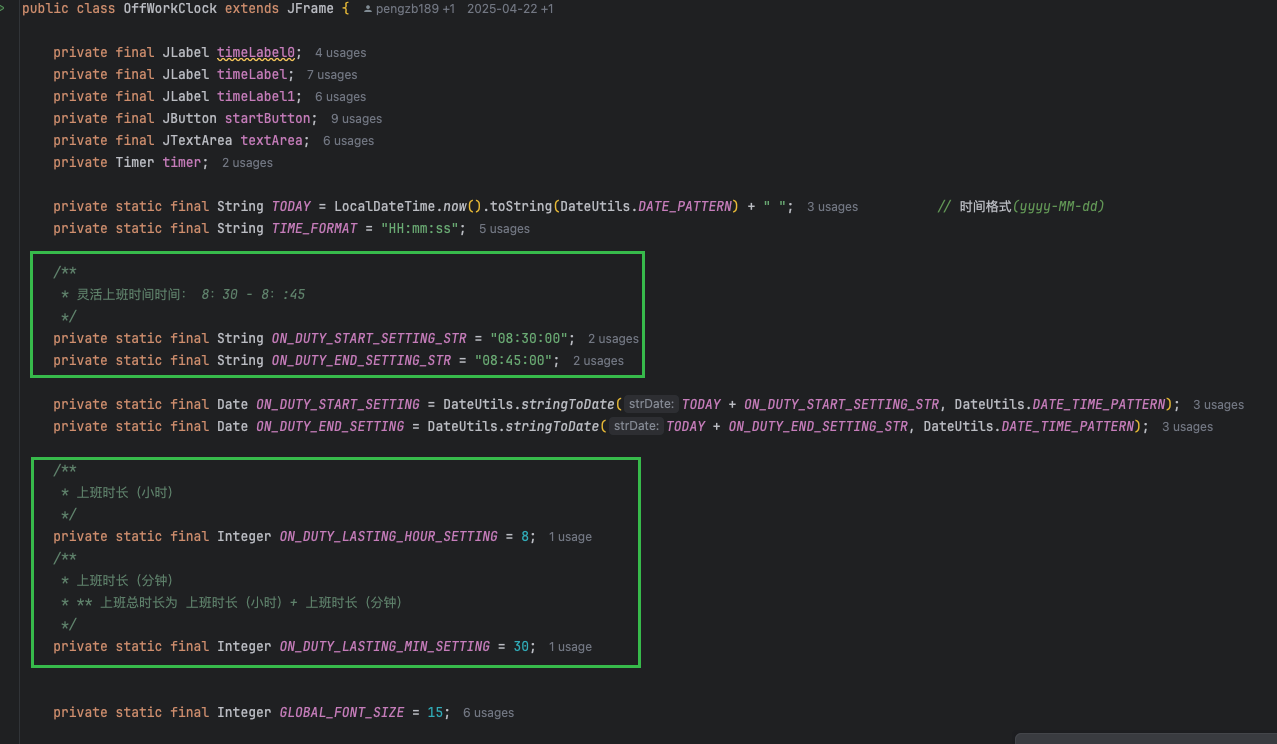 public class OffWorkClock extends JFrame { pengzb189 +1 2025-04-22 +1
private final JLabel timeLabel0; 4 usages
private final JLabel timeLabel; 7 usages
private final JLabel timeLabel1; 6 usages
private final JButton startButton; 9 usages
private final JTextArea textArea; 6 usages
private Timer timer; 2 usages
private static final String TODAY = LocalDateTime.now().toString(DateUtils.DATE_PATTERN) + " "; 3 usages // 时间格式(yyyy-MM-dd)
private static final String TIME_FORMAT = "HH:mm:ss"; 5 usages
/**
* 灵活上班时间时间： 8：30 - 8：:45
*/
private static final String ON_DUTY_START_SETTING_STR = "08:30:00"; 2 usages
private static final String ON_DUTY_END_SETTING_STR = "08:45:00"; 2 usages
private static final Date ON_DUTY_START_SETTING = DateUtils.stringToDate( strDate: TODAY + ON_DUTY_START_SETTING_STR, DateUtils.DATE_TIME_PATTERN); 3 usages
private static final Date ON_DUTY_END_SETTING = DateUtils.stringToDate( strDate: TODAY + ON_DUTY_END_SETTING_STR, DateUtils.DATE_TIME_PATTERN); 3 usages
/**
* 上班时长（小时）
*/
private static final Integer ON_DUTY_LASTING_HOUR_SETTING = 8; 1 usage
/**
* 上班时长（分钟）
* ** 上班总时长为 上班时长（小时）+ 上班时长（分钟）
*/
private static final Integer ON_DUTY_LASTING_MIN_SETTING = 30; 1 usage
private static final Integer GLOBAL_FONT_SIZE = 15; 6 usages